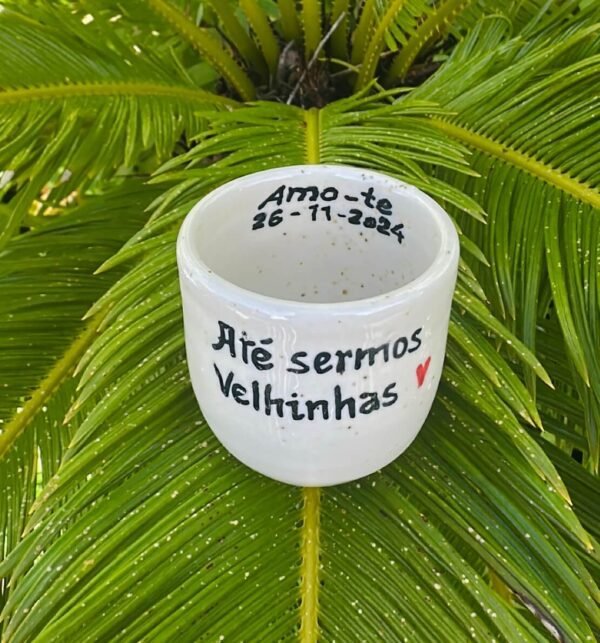 Amo-te
26-11-2024
Até sermos
Velhinhas